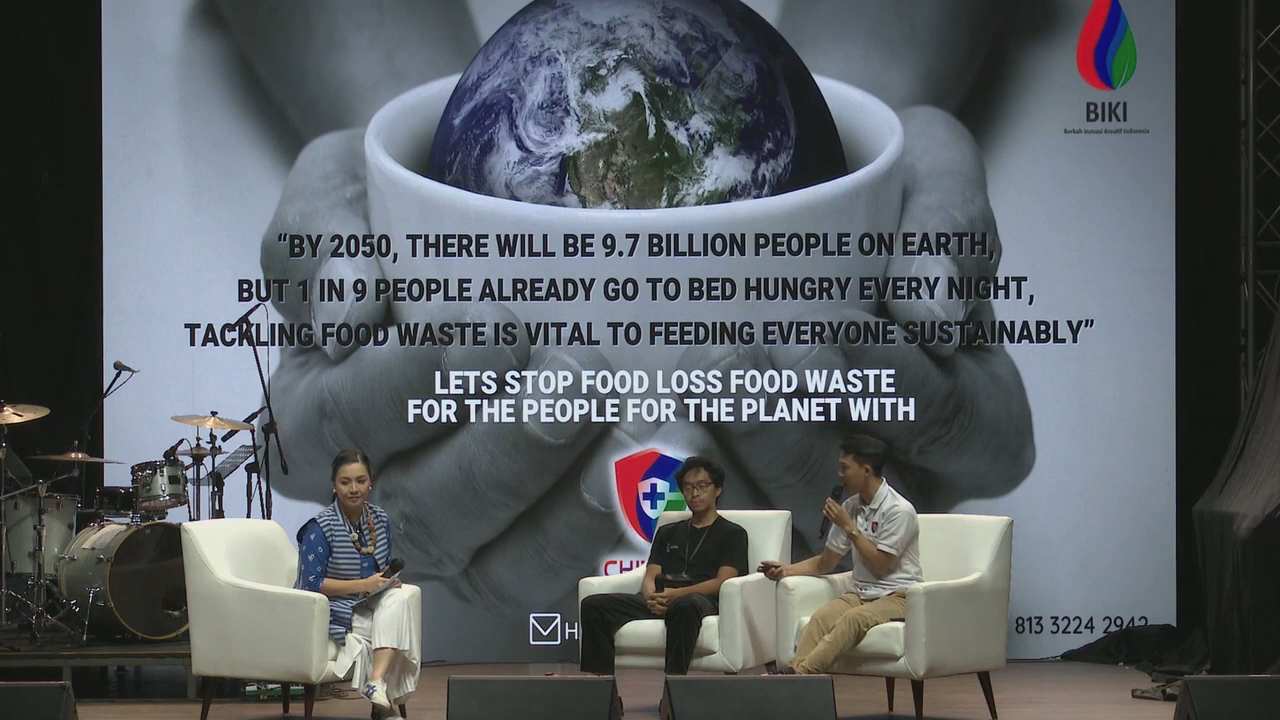 BIKI
Berkah Inovasi Kreatif Indonesia
“BY 2050, THERE WILL BE 9.7 BILLION PEOPLE ON EARTH,
BUT 1 IN 9 PEOPLE ALREADY GO TO BED HUNGRY EVERY NIGHT,
TACKLING FOOD WASTE IS VITAL TO FEEDING EVERYONE SUSTAINABLY”
LETS STOP FOOD LOSS FOOD WASTE
FOR THE PEOPLE FOR THE PLANET WITH
813 3224 2942